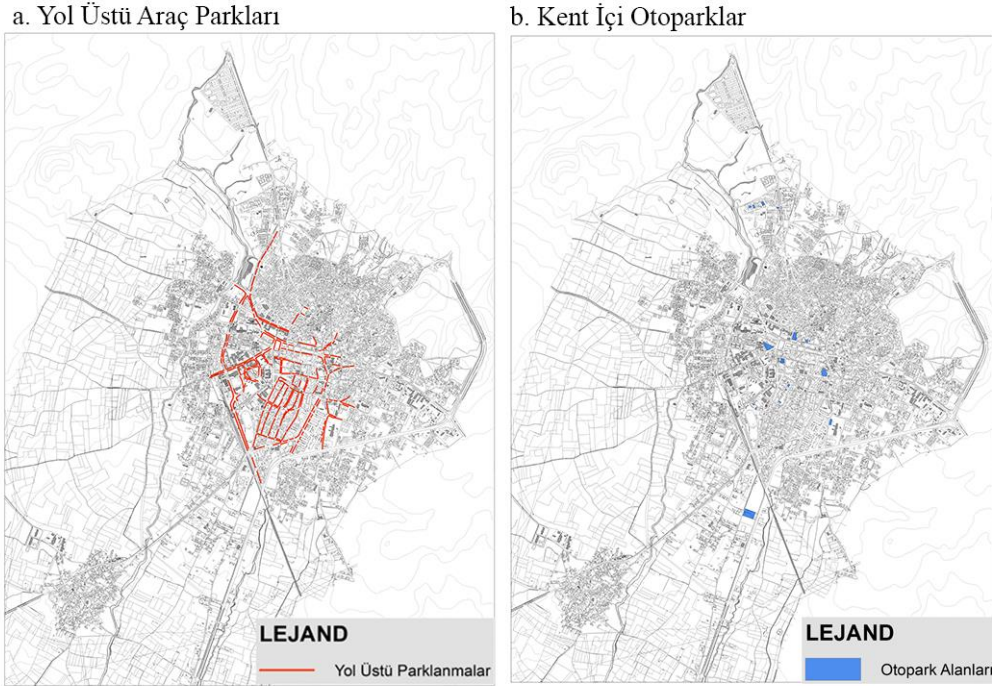 a. Yol Üstü Araç Parkları
b. Kent İçi Otoparklar
LEJAND
Yol Üstü Parklanmalar
LEJAND
Otopark Alanları